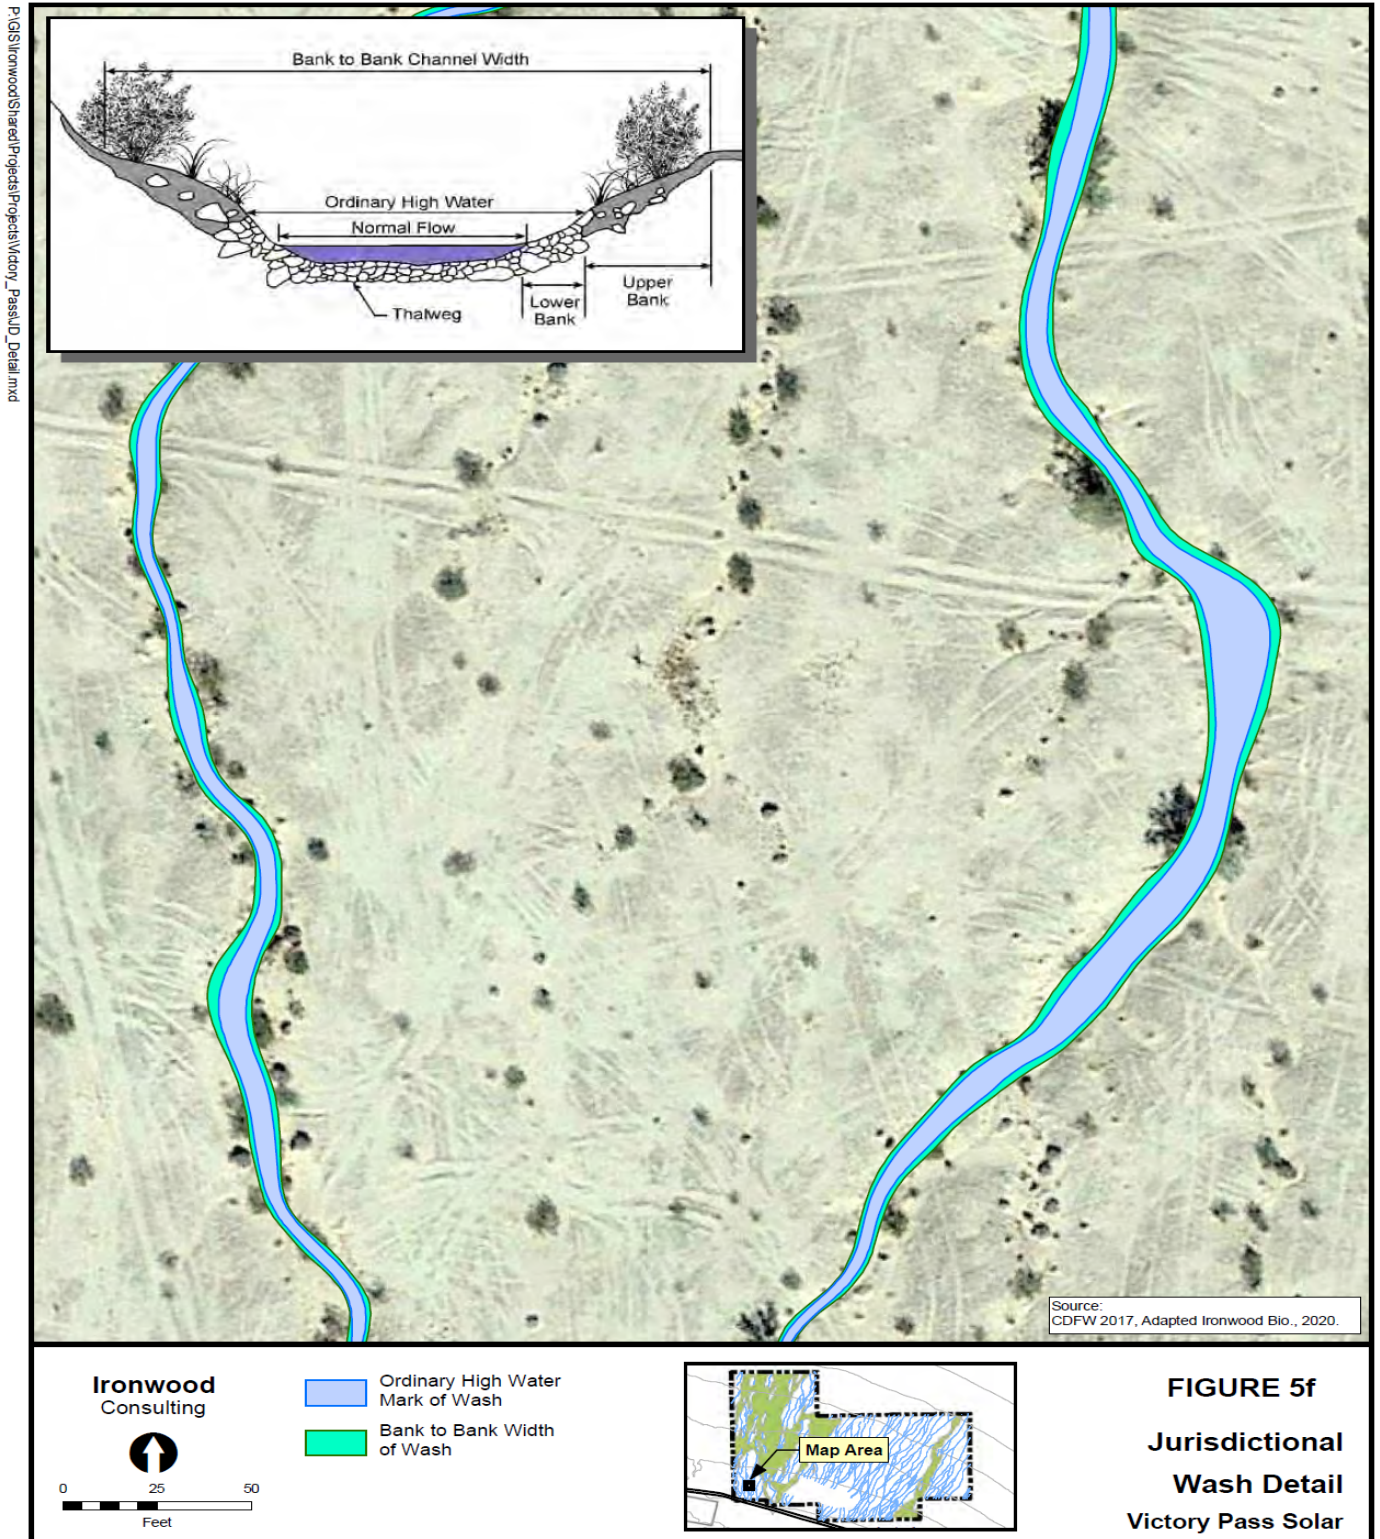 P:\GIS\Ironwood\Shared\Projects\Projects\Victory_Pass\JD_Detail.mxd
Bank to Bank Channel Width
Ordinary High Water
Normal Flow
Upper
Bank
Lower
Bank
Thalweg
Source:
CDFW 2017, Adapted Ironwood Bio., 2020.
Ironwood
Consulting
0 25 50
Feet
Ordinary High Water
Mark of Wash
Bank to Bank Width
of Wash
Map Area
FIGURE 5f
Jurisdictional
Wash Detail
Victory Pass Solar